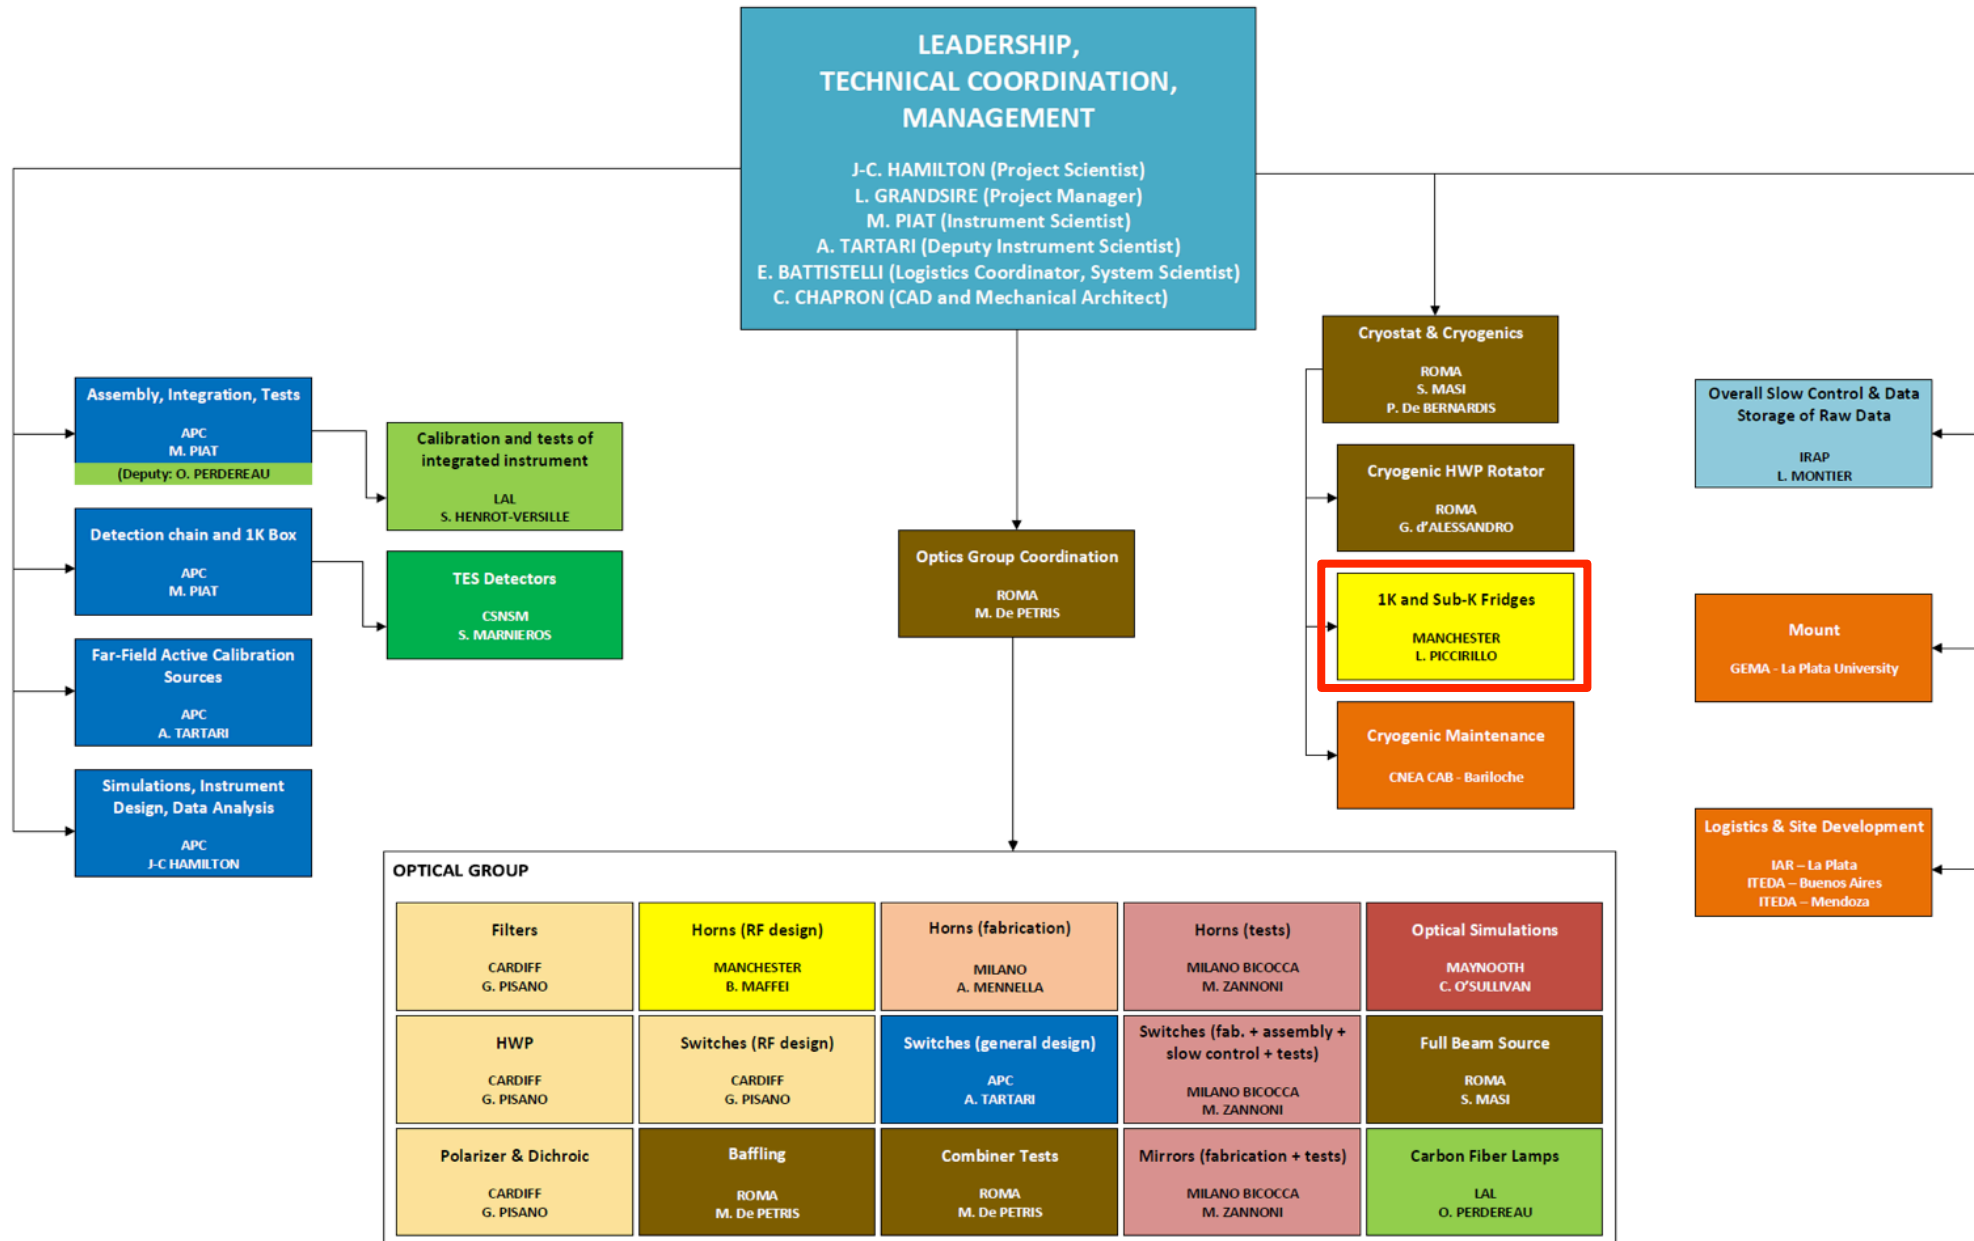 LEADERSHIP,
TECHNICAL COORDINATION,
MANAGEMENT
J-C. HAMILTON (Project Scientist)
L. GRANDSIRE (Project Manager)
M. PIAT (Instrument Scientist)
A. TARTARI (Deputy Instrument Scientist)
E. BATTISTELLI (Logistics Coordinator, System Scientist)
C. CHAPRON (CAD and Mechanical Architect)
Assembly, Integration, Tests
APC
M. PIAT
(Deputy: O. PERDEREAU
Calibration and tests of
integrated instrument
LAL
S. HENROT-VERSILLE
Detection chain and 1K Box
APC
M. PIAT
TES Detectors
CSNSM
S. MARNIEROS
Far-Field Active Calibration
Sources
APC
A. TARTARI
Simulations, Instrument
Design, Data Analysis
APC
J-C HAMILTON
Optics Group Coordination
ROMA
M. De PETRIS
Cryostat & Cryogenics
ROMA
S. MASI
P. De BERNARDIS
Cryogenic HWP Rotator
ROMA
G. d'ALESSANDRO
1K and Sub-K Fridges
MANCHESTER
L. PICCIRILLO
Cryogenic Maintenance
CNEA CAB - Bariloche
Overall Slow Control & Data
Storage of Raw Data
IRAP
L. MONTIER
Mount
GEMA - La Plata University
Logistics & Site Development
IAR – La Plata
ITEDA – Buenos Aires
ITEDA – Mendoza
OPTICAL GROUP
Filters
CARDIFF
G. PISANO
Horns (RF design)
MANCHESTER
B. MAFFEI
Horns (fabrication)
MILANO
A. MENNELLA
Horns (tests)
MILANO BICOCCA
M. ZANNONI
Optical Simulations
MAYNOOTH
C. O'SULLIVAN
HWP
CARDIFF
G. PISANO
Switches (RF design)
CARDIFF
G. PISANO
Switches (general design)
APC
A. TARTARI
Switches (fab. + assembly +
slow control + tests)
MILANO BICOCCA
M. ZANNONI
Full Beam Source
ROMA
S. MASI
Polarizer & Dichroic
CARDIFF
G. PISANO
Baffling
ROMA
M. De PETRIS
Combiner Tests
ROMA
M. De PETRIS
Mirrors (fabrication + tests)
MILANO BICOCCA
M. ZANNONI
Carbon Fiber Lamps
LAL
O. PERDEREAU